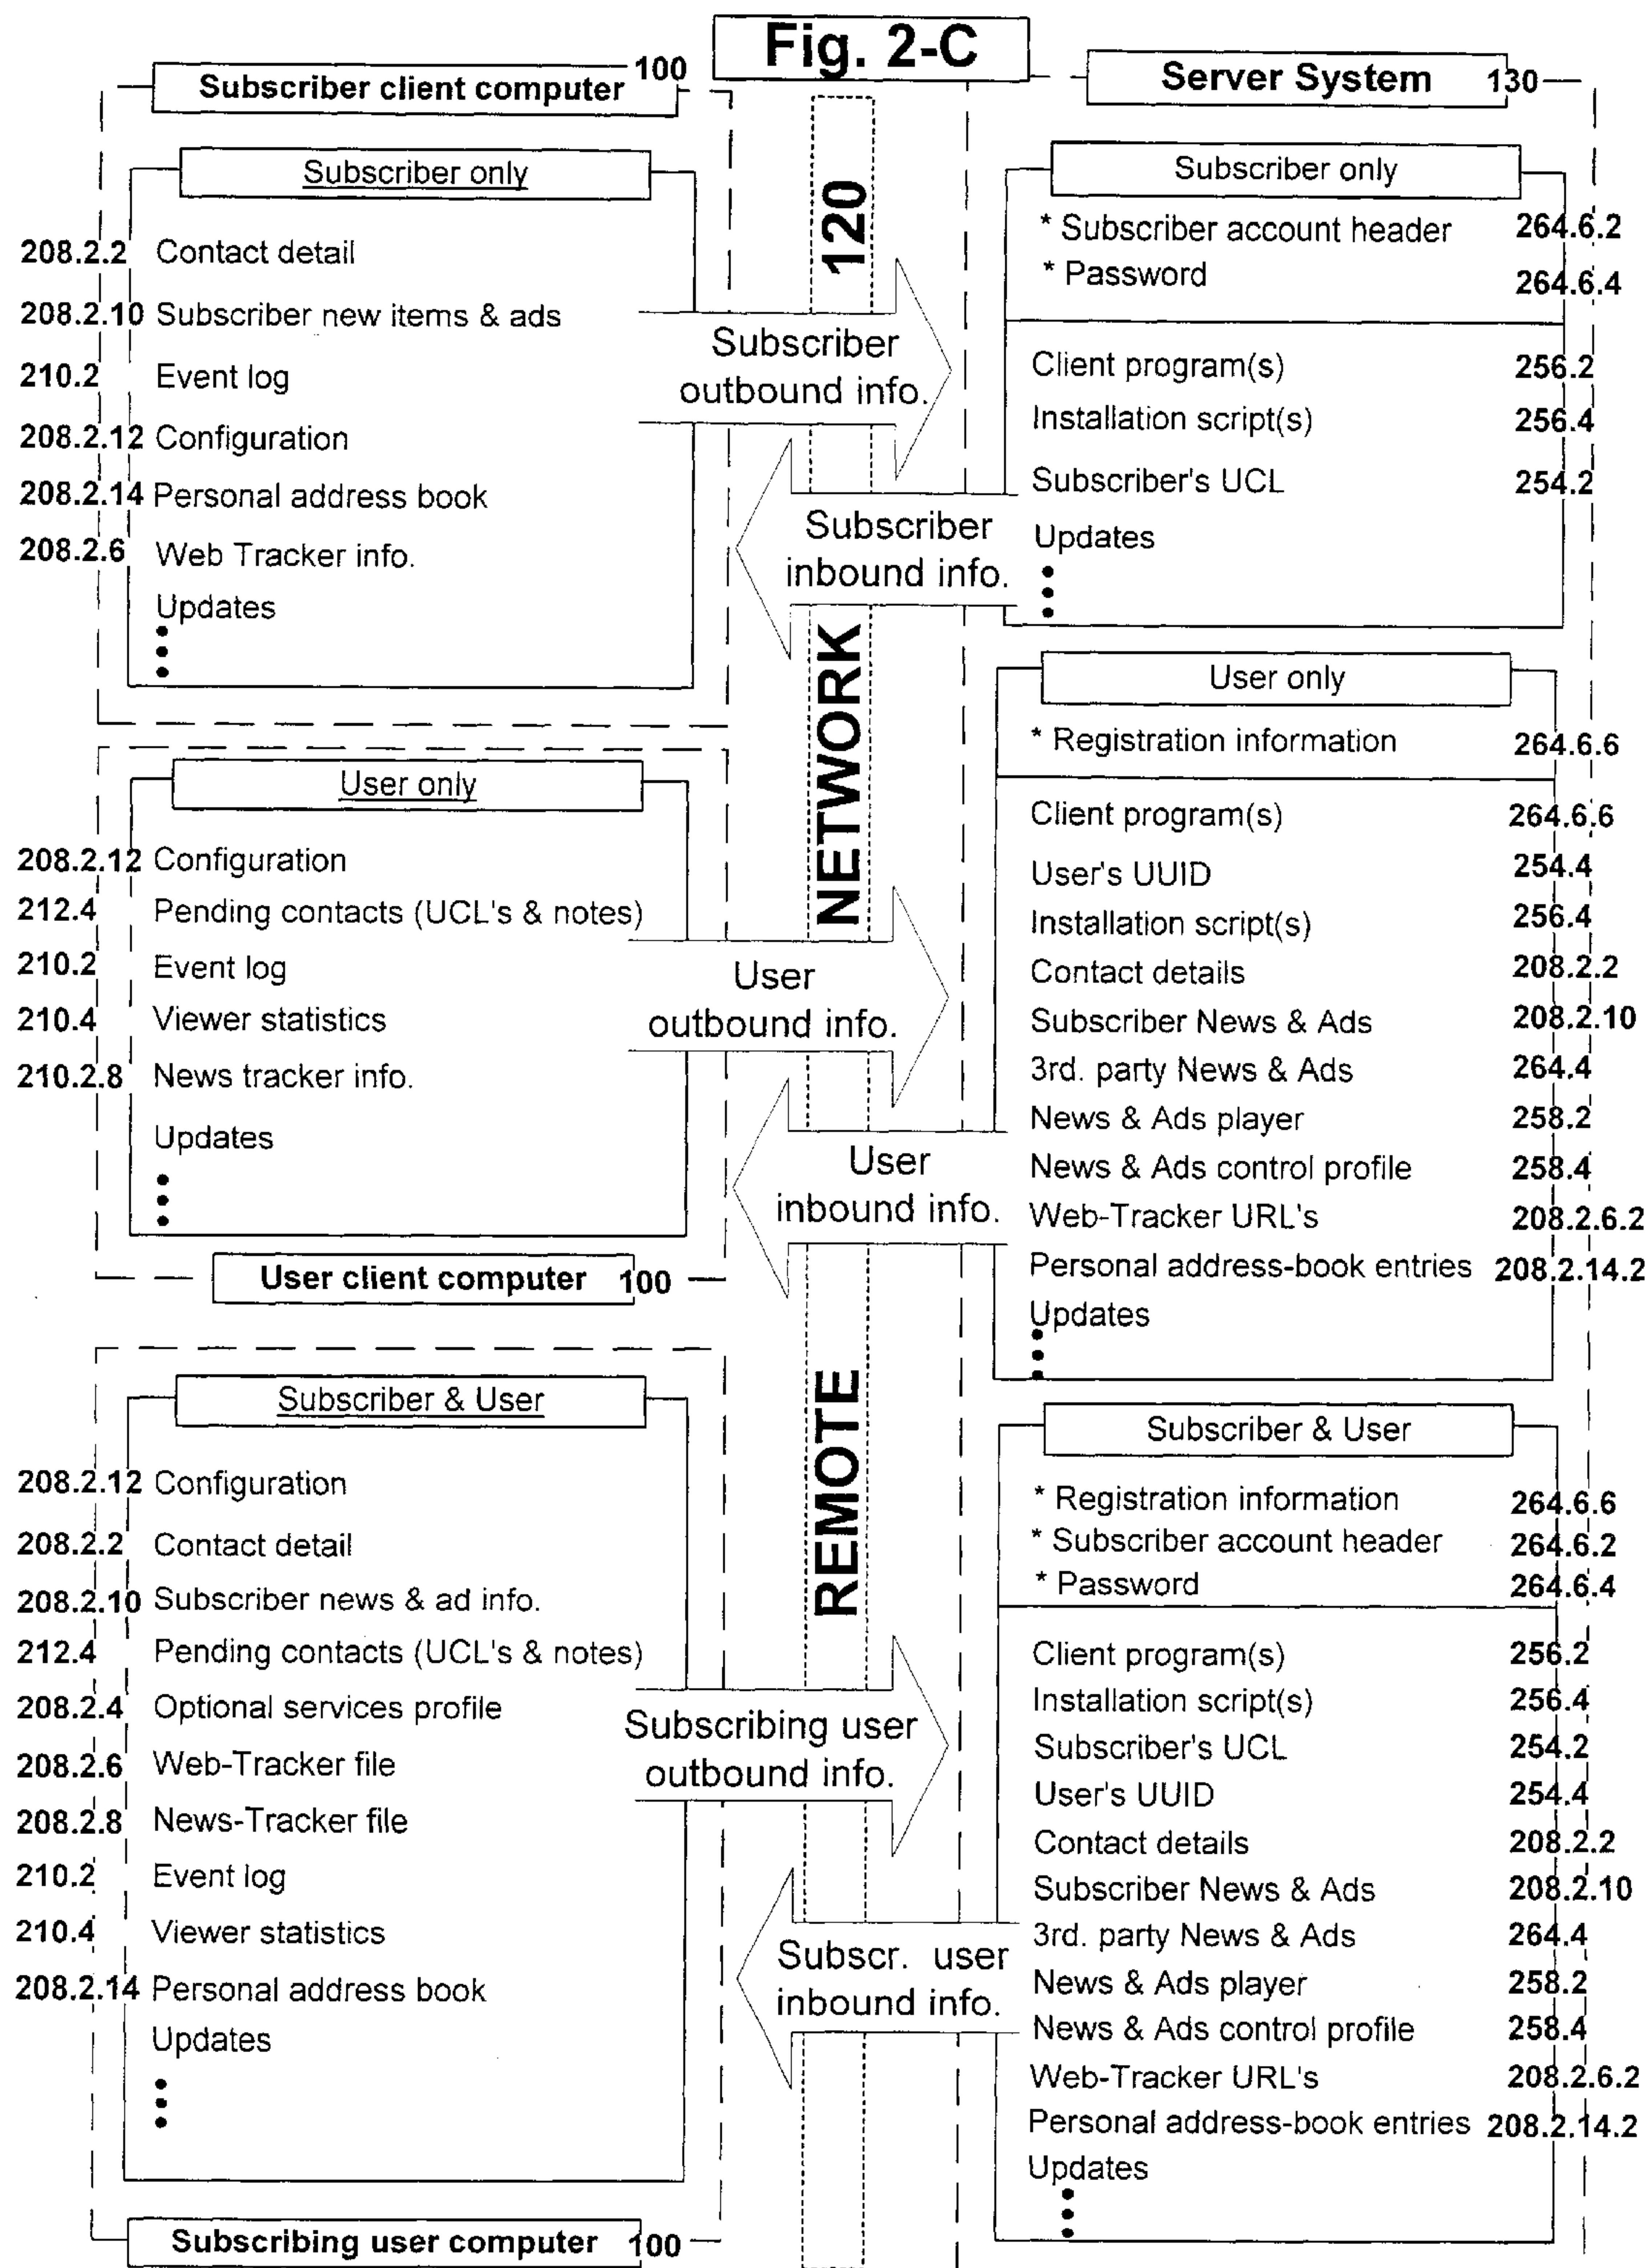 Fig. 2-C
Subscriber client computer 100
Subscriber only
208.2.2 Contact detail
208.2.10 Subscriber new items & ads
210.2 Event log
208.2.12 Configuration
208.2.14 Personal address book
208.2.6 Web Tracker info.
Updates
User only
208.2.12 Configuration
212.4 Pending contacts (UCL's & notes)
210.2 Event log
210.4 Viewer statistics
210.2.8 News tracker info.
Updates
User client computer 100
Subscriber & User
208.2.12 Configuration
208.2.2 Contact detail
208.2.10 Subscriber news & ad info.
212.4 Pending contacts (UCL's & notes)
208.2.4 Optional services profile
208.2.6 Web-Tracker file
208.2.8 News-Tracker file
210.2 Event log
210.4 Viewer statistics
208.2.14 Personal address book
Updates
Subscribing user computer 100
REMOTE NETWORK 120
Subscriber
outbound info.
Subscriber
inbound info.
User
outbound info.
User
inbound info.
Subscribing user
outbound info.
Subscr. user
inbound info.
Server System 130
Subscriber only
* Subscriber account header 264.6.2
* Password 264.6.4
Client program(s) 256.2
Installation script(s) 256.4
Subscriber's UCL 254.2
Updates
User only
* Registration information 264.6.6
Client program(s) 264.6.6
User's UUID 254.4
Installation script(s) 256.4
Contact details 208.2.2
Subscriber News & Ads 208.2.10
3rd. party News & Ads 264.4
News & Ads player 258.2
News & Ads control profile 258.4
Web-Tracker URL's 208.2.6.2
Personal address-book entries 208.2.14.2
Updates
Subscriber & User
* Registration information 264.6.6
* Subscriber account header 264.6.2
* Password 264.6.4
Client program(s) 256.2
Installation script(s) 256.4
Subscriber's UCL 254.2
User's UUID 254.4
Contact details 208.2.2
Subscriber News & Ads 208.2.10
3rd. party News & Ads 264.4
News & Ads player 258.2
News & Ads control profile 258.4
Web-Tracker URL's 208.2.6.2
Personal address-book entries 208.2.14.2
Updates